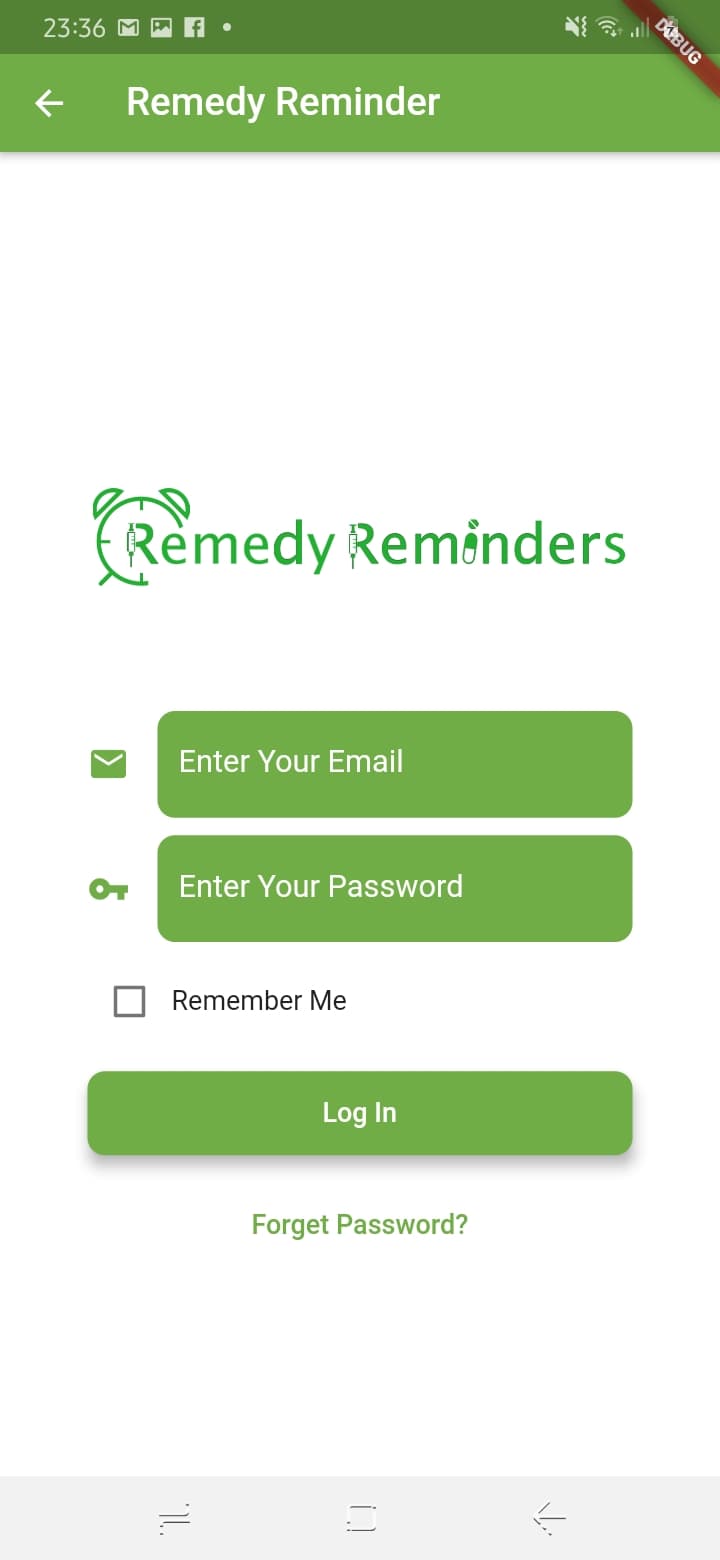 23:36
DEBUG
Remedy Reminder
Remedy Reminders
Enter Your Email
Enter Your Password
Remember Me
Log In
Forget Password?